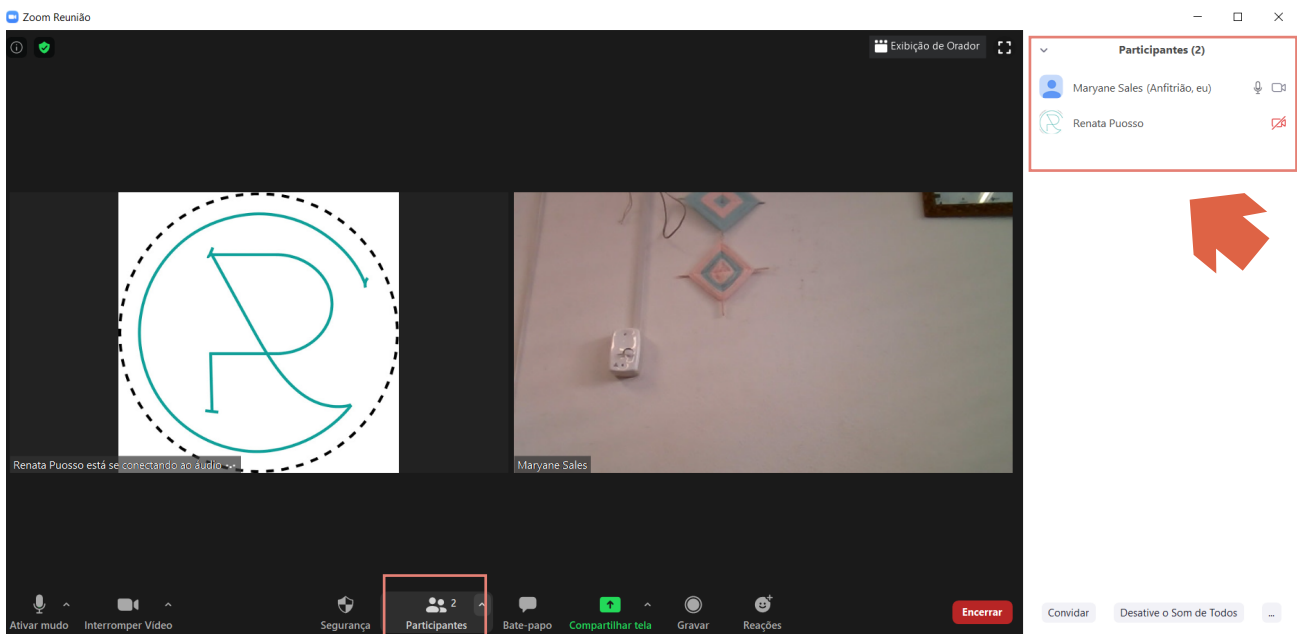 Zoom Reunião
Exibição de Orador
Participantes (2)
Maryane Sales (Anfitrião, eu)
Renata Puosso
R
Renata Puosso está se conectando ao áudio
Maryane Sales
2
Ativar mudo
Interromper Vídeo
Segurança
Participantes
Bate-papo
Compartilhar tela
Gravar
Reações
Encerrar
Convidar
Desative o Som de Todos
...